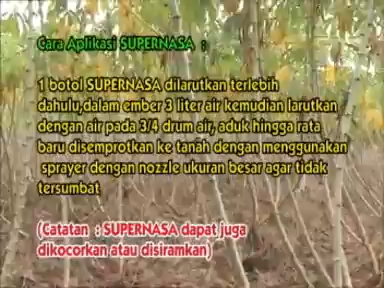 Cara Aplikasi SUPERNASA :
1 botol SUPERNASA dilarutkan terlebih
dahulu,dalam ember 3 liter air kemudian larutkan
dengan air pada 3/4 drum air, aduk hingga rata
baru disemprotkan ke tanah dengan menggunakan
sprayer dengan nozzle ukuran besar agar tidak
tersumbat
(Catatan : SUPERNASA dapat juga
dikocorkan atau disiramkan)